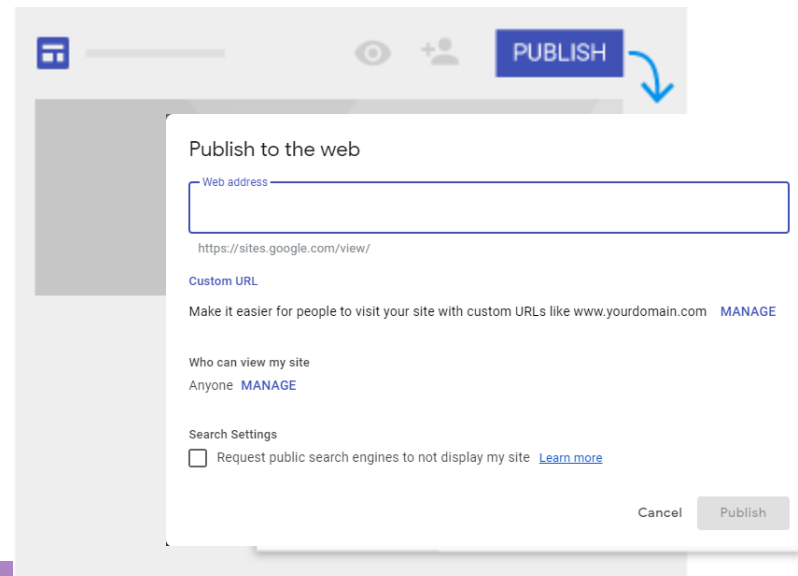 PUBLISH
Publish to the web
Web address
https://sites.google.com/view/
Custom URL
Make it easier for people to visit your site with custom URLs like www.yourdomain.com MANAGE
Who can view my site
Anyone MANAGE
Search Settings
Request public search engines to not display my site Learn more
Cancel Publish